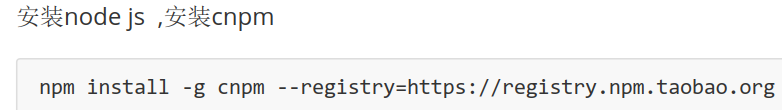 安装node js ,安装cnpm
npm install -g cnpm --registry=https://registry.npm.taobao.org